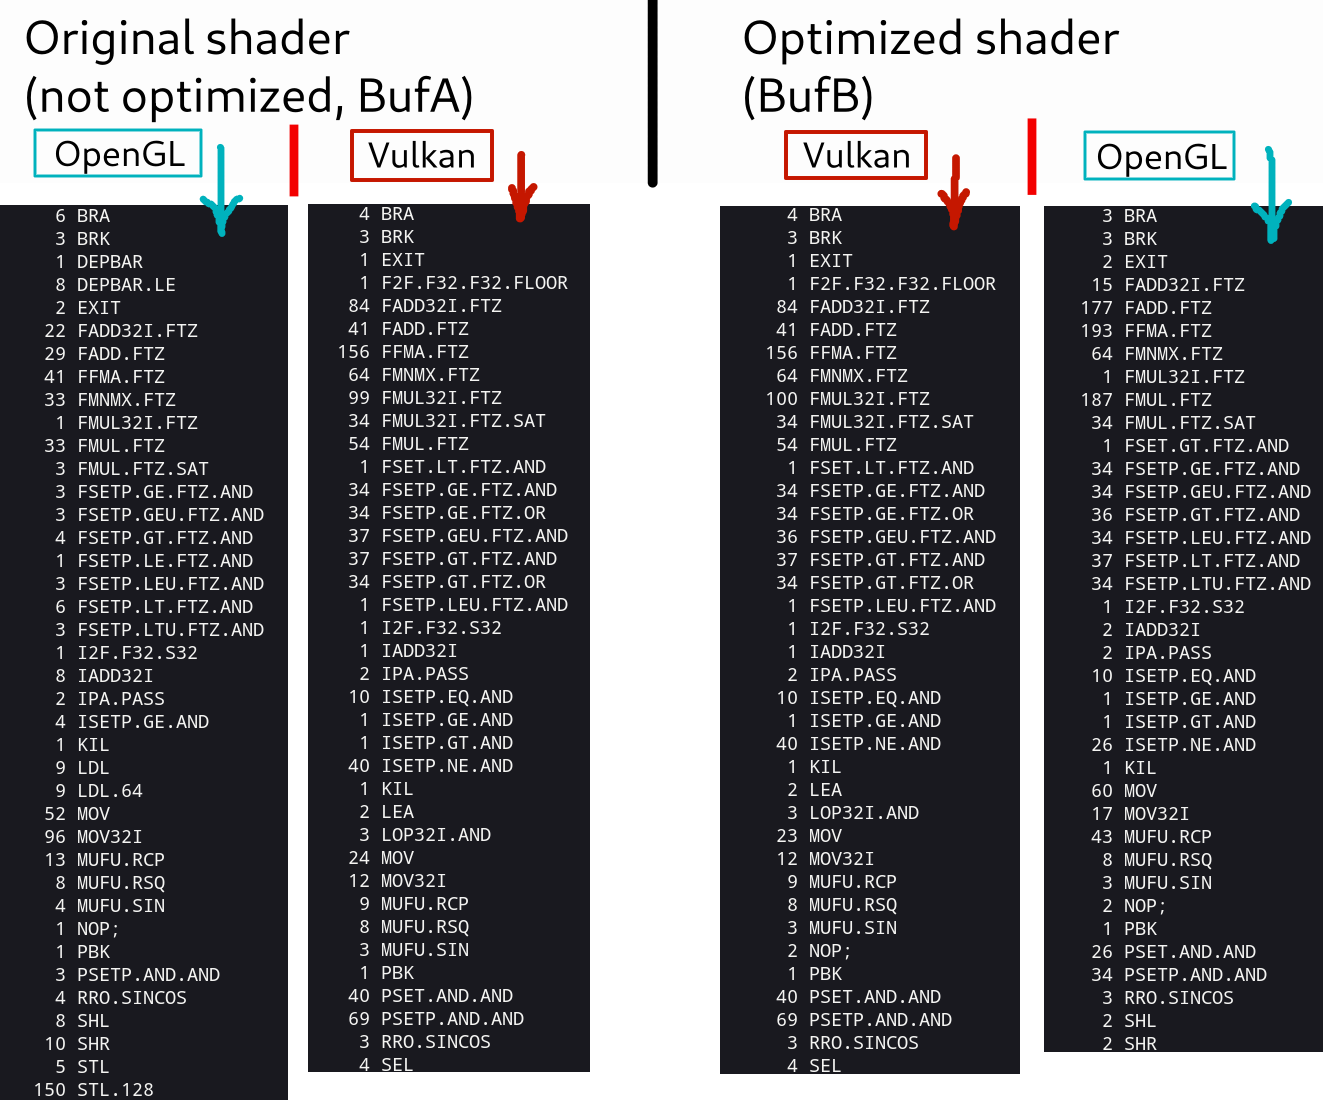 Original shader
(not optimized, BufA)
OpenGL
6 BRA
3 BRK
1 DEPBAR
8 DEPBAR.LE
2 EXIT
22 FADD32I.FTZ
29 FADD.FTZ
41 FFMA.FTZ
33 FMNMX.FTZ
1 FMUL32I.FTZ
33 FMUL.FTZ
3 FMUL.FTZ.SAT
3 FSETP.GE.FTZ.AND
3 FSETP.GEU.FTZ.AND
4 FSETP.GT.FTZ.AND
1 FSETP.LE.FTZ.AND
3 FSETP.LEU.FTZ.AND
6 FSETP.LT.FTZ.AND
3 FSETP.LTU.FTZ.AND
1 I2F.F32.S32
8 IADD32I
2 IPA.PASS
4 ISETP.GE.AND
1 KIL
9 LDL
9 LDL.64
52 MOV
96 MOV32I
13 MUFU.RCP
8 MUFU.RSQ
4 MUFU.SIN
1 NOP;
1 PBK
3 PSETP.AND.AND
4 RRO.SINCOS
8 SHL
10 SHR
5 STL
150 STL.128
Vulkan
4 BRA
3 BRK
1 EXIT
1 F2F.F32.F32.FLOOR
84 FADD32I.FTZ
41 FADD.FTZ
156 FFMA.FTZ
64 FMNMX.FTZ
99 FMUL32I.FTZ
34 FMUL32I.FTZ.SAT
54 FMUL.FTZ
1 FSET.LT.FTZ.AND
34 FSETP.GE.FTZ.AND
34 FSETP.GE.FTZ.OR
37 FSETP.GEU.FTZ.AND
37 FSETP.GT.FTZ.AND
34 FSETP.GT.FTZ.OR
1 FSETP.LEU.FTZ.AND
1 I2F.F32.S32
1 IADD32I
2 IPA.PASS
10 ISETP.EQ.AND
1 ISETP.GE.AND
1 ISETP.GT.AND
40 ISETP.NE.AND
1 KIL
2 LEA
3 LOP32I.AND
24 MOV
12 MOV32I
9 MUFU.RCP
8 MUFU.RSQ
3 MUFU.SIN
1 PBK
40 PSET.AND.AND
69 PSETP.AND.AND
3 RRO.SINCOS
4 SEL
Optimized shader
(BufB)
Vulkan
4 BRA
3 BRK
1 EXIT
1 F2F.F32.F32.FLOOR
84 FADD32I.FTZ
41 FADD.FTZ
156 FFMA.FTZ
64 FMNMX.FTZ
100 FMUL32I.FTZ
34 FMUL32I.FTZ.SAT
54 FMUL.FTZ
1 FSET.LT.FTZ.AND
34 FSETP.GE.FTZ.AND
34 FSETP.GE.FTZ.OR
36 FSETP.GEU.FTZ.AND
37 FSETP.GT.FTZ.AND
34 FSETP.GT.FTZ.OR
1 FSETP.LEU.FTZ.AND
1 I2F.F32.S32
1 IADD32I
2 IPA.PASS
10 ISETP.EQ.AND
1 ISETP.GE.AND
40 ISETP.NE.AND
1 KIL
2 LEA
3 LOP32I.AND
23 MOV
12 MOV32I
9 MUFU.RCP
8 MUFU.RSQ
3 MUFU.SIN
2 NOP;
1 PBK
40 PSET.AND.AND
69 PSETP.AND.AND
3 RRO.SINCOS
4 SEL
OpenGL
3 BRA
3 BRK
2 EXIT
15 FADD32I.FTZ
177 FADD.FTZ
193 FFMA.FTZ
64 FMNMX.FTZ
1 FMUL32I.FTZ
187 FMUL.FTZ
34 FMUL.FTZ.SAT
1 FSET.GT.FTZ.AND
34 FSETP.GE.FTZ.AND
34 FSETP.GEU.FTZ.AND
36 FSETP.GT.FTZ.AND
34 FSETP.LEU.FTZ.AND
37 FSETP.LT.FTZ.AND
34 FSETP.LTU.FTZ.AND
1 I2F.F32.S32
2 IADD32I
2 IPA.PASS
10 ISETP.EQ.AND
1 ISETP.GE.AND
1 ISETP.GT.AND
26 ISETP.NE.AND
1 KIL
60 MOV
17 MOV32I
43 MUFU.RCP
8 MUFU.RSQ
3 MUFU.SIN
2 NOP;
1 PBK
26 PSET.AND.AND
34 PSETP.AND.AND
3 RRO.SINCOS
2 SHL
2 SHR